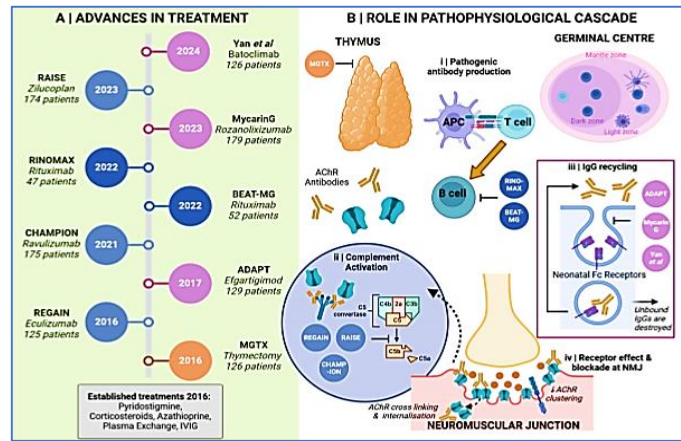 A | ADVANCES IN TREATMENT
2024
Yan et al
Batoclimab
126 patients
RAISE
Zilucoplan
174 patients
2023
2023
MycarinG
Rozanolixizumab
179 patients
RINOMAX
Rituximab
47 patients
2022
2022
BEAT-MG
Rituximab
52 patients
CHAMPION
Ravulizumab
175 patients
2021
2017
ADAPT
Efgartigimod
129 patients
REGAIN
Eculizumab
125 patients
2016
2016
MGTX
Thymectomy
126 patients
Established treatments 2016:
Pyridostigmine,
Corticosteroids, Azathioprine,
Plasma Exchange, IVIG
B | ROLE IN PATHOPHYSIOLOGICAL CASCADE
THYMUS
MGTX
i | Pathogenic
antibody production
APC
T cell
B cell
RINO-
MAX
BEAT-
MG
GERMINAL CENTRE
Mantle zone
Dark zone
Light zone
AChR
Antibodies
ii | Complement
Activation
C5
convertase
C4b
2a
C3b
C5
C5b
C5a
REGAIN
RAISE
CHAMP
-ION
iii | IgG recycling
ADAPT
Mycarin
G
Yan
et al
Neonatal Fc Receptors
Unbound
IgGs are
destroyed
iv | Receptor effect &
blockade at NMJ
↓AChR
clustering
AChR cross linking
& internalisation
NEUROMUSCULAR JUNCTION